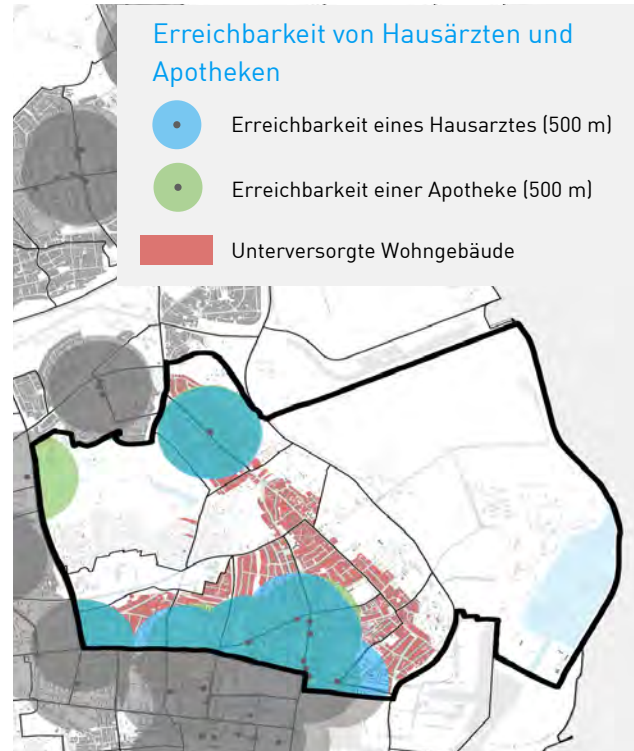 Erreichbarkeit von Hausärzten und
Apotheken
Erreichbarkeit eines Hausarztes (500 m)
Erreichbarkeit einer Apotheke (500 m)
Unterversorgte Wohngebäude